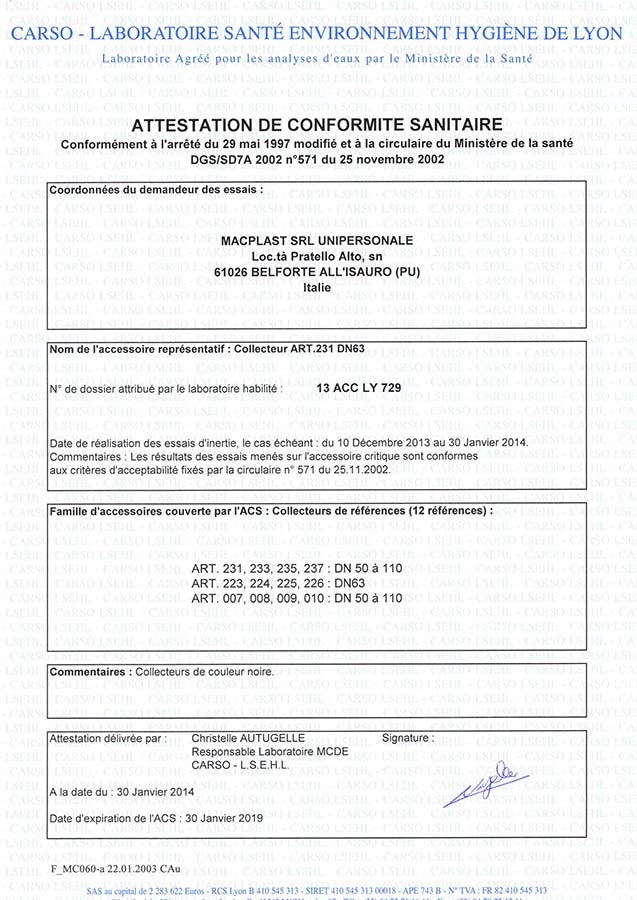 CARSO - LABORATOIRE SANTÉ ENVIRONNEMENT HYGIÈNE DE LYON
Laboratoire Agréé pour les analyses d'eaux par le Ministère de la Santé
ATTESTATION DE CONFORMITE SANITAIRE
Conformément à l'arrêté du 29 mai 1997 modifié et à la circulaire du Ministère de la santé
DGS/SD7A 2002 n°571 du 25 novembre 2002
Coordonnées du demandeur des essais :
MACPLAST SRL UNIPERSONALE
Loc.tà Pratello Alto, sn
61026 BELFORTE ALL'ISAURO (PU)
Italie
Nom de l'accessoire représentatif : Collecteur ART.231 DN63
N° de dossier attribué par le laboratoire habilité : 13 ACC LY 729
Date de réalisation des essais d'inertie, le cas échéant : du 10 Décembre 2013 au 30 Janvier 2014.
Commentaires : Les résultats des essais menés sur l'accessoire critique sont conformes
aux critères d'acceptabilité fixés par la circulaire n° 571 du 25.11.2002.
Famille d'accessoires couverte par l'ACS : Collecteurs de références (12 références) :
ART. 231, 233, 235, 237 : DN 50 à 110
ART. 223, 224, 225, 226 : DN63
ART. 007, 008, 009, 010 : DN 50 à 110
Commentaires : Collecteurs de couleur noire.
Attestation délivrée par : Christelle AUTUGELLE Signature :
Responsable Laboratoire MCDE
CARSO - L.S.E.H.L.
A la date du : 30 Janvier 2014
Date d'expiration de l'ACS : 30 Janvier 2019
F_MC060-a 22.01.2003 CAu
SAS au capital de 2 283 622 Euros - RCS Lyon B 410 545 313 - SIRET 410 545 313 00018 - APE 743 B - N° TVA : FR 82 410 545 313